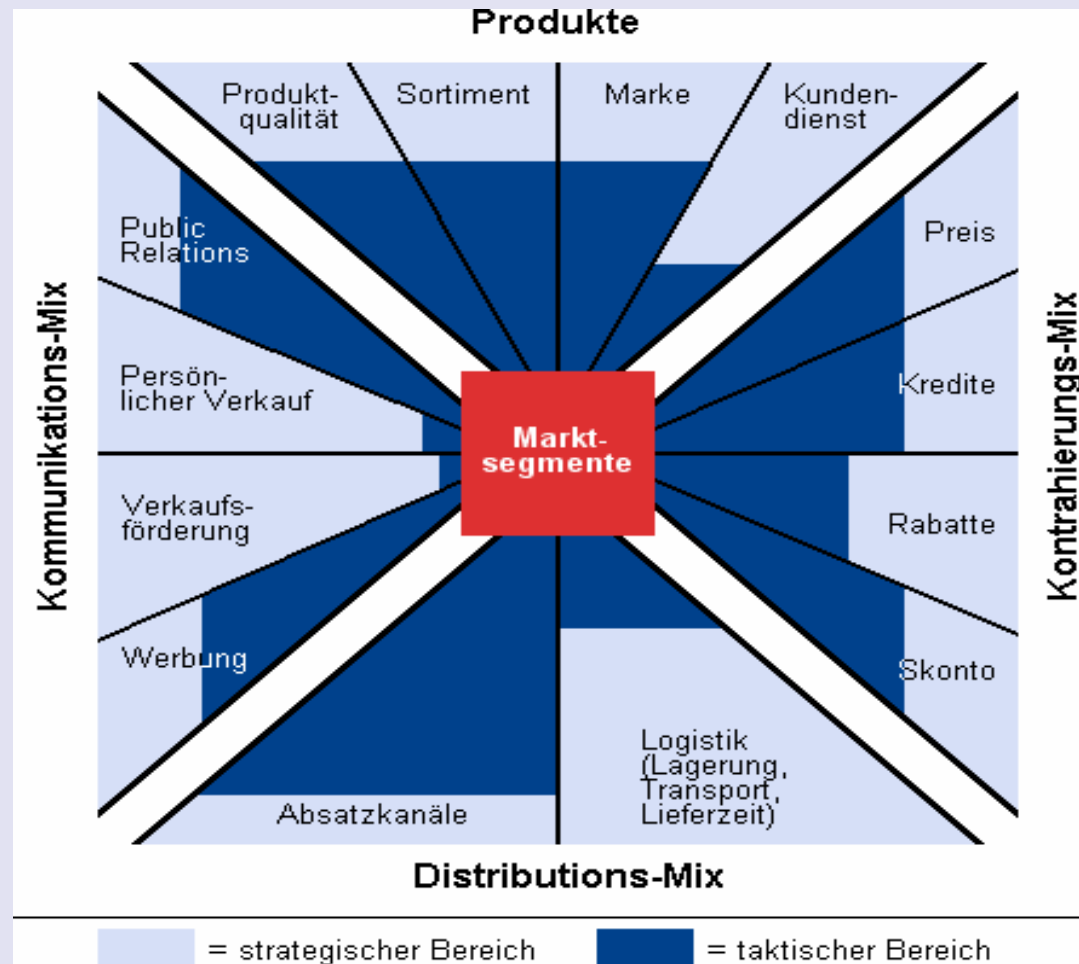 Produkte
Produkt-
qualität
Sortiment
Marke
Kunden-
dienst
Public
Relations
Preis
Persön-
licher Verkauf
Kredite
Kommunikations-Mix
Markt-
segmente
Kontrahierungs-Mix
Verkaufs-
förderung
Rabatte
Werbung
Skonto
Logistik
(Lagerung,
Transport,
Lieferzeit)
Absatzkanäle
Distributions-Mix
= strategischer Bereich
= taktischer Bereich